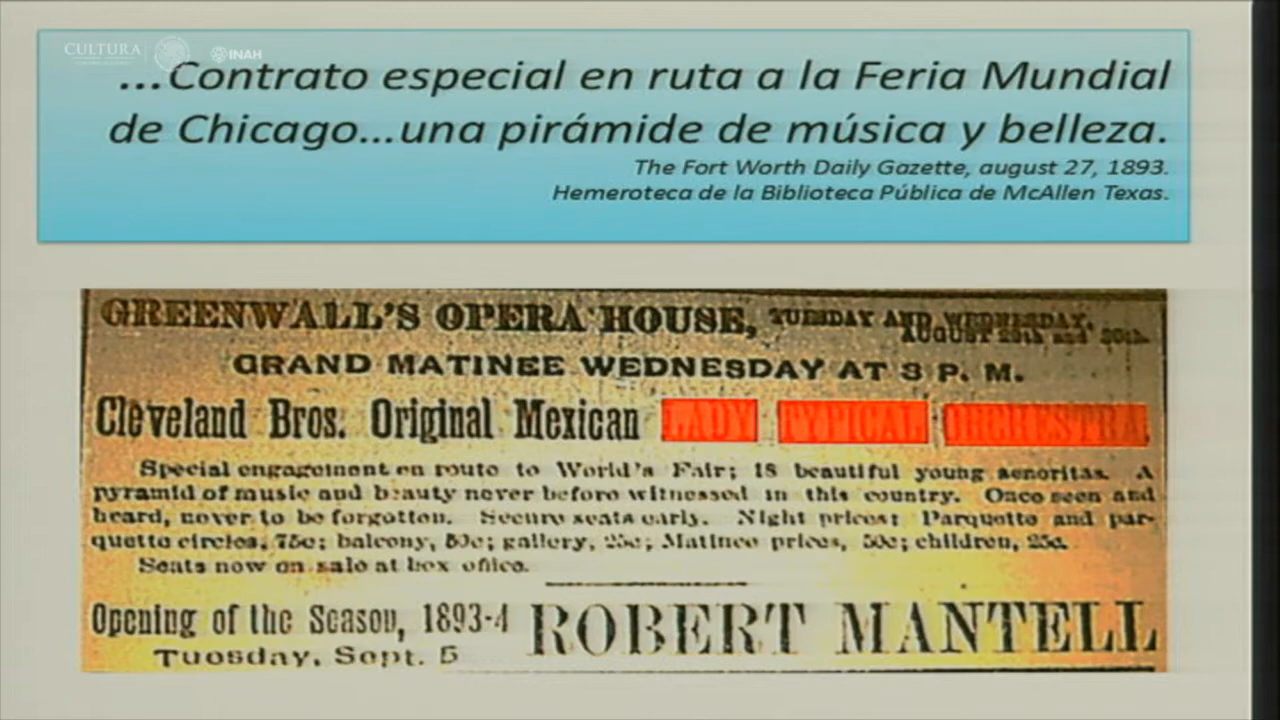 CULTURA
INAH
...Contrato especial en ruta a la Feria Mundial
de Chicago...una pirámide de música y belleza.
The Fort Worth Daily Gazette, august 27, 1893.
Hemeroteca de la Biblioteca Pública de McAllen Texas.
GREENWALL'S OPERA HOUSE, TUESDAY AND WEDNESDAY,
AUGUST 29th and 30th.
GRAND MATINEE WEDNESDAY AT 3 P. M.
Cleveland Bros. Original Mexican LADY TYPICAL ORCHESTRA
Special engagement en route to World's Fair; 18 beautiful young senoritas. A
pyramid of music and beauty never before witnessed in this country. Once seen and
heard, never to be forgotten. Secure seats early. Night prices: Parquette and par-
quette circles, 75c; balcony, 50c; gallery, 25c; Matinee prices, 50c; children, 25c.
Seats now on sale at box office.
Opening of the Season, 1893-4 ROBERT MANTELL
Tuesday, Sept. 5